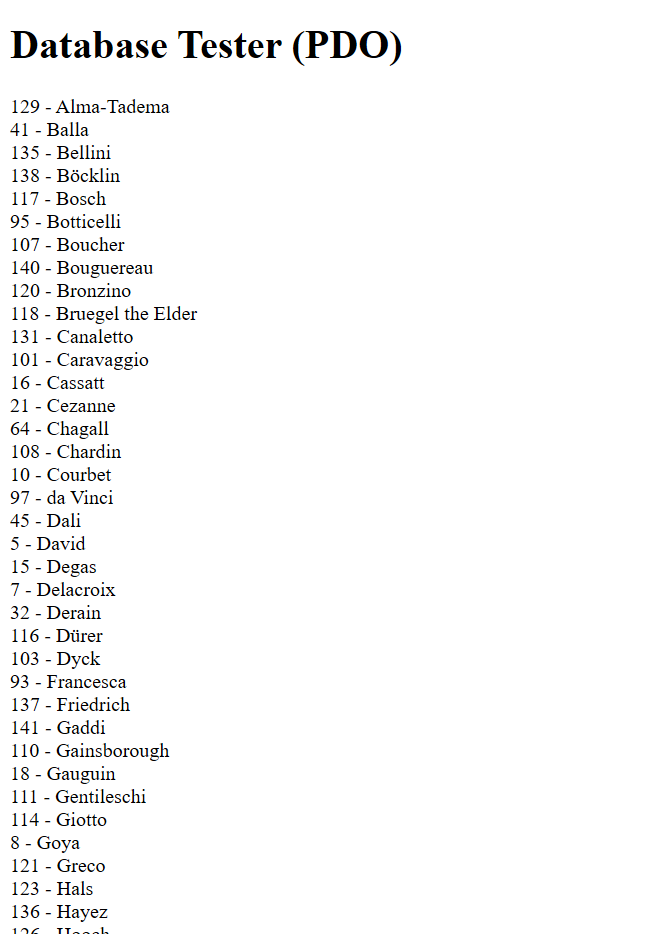 Database Tester (PDO)
129 - Alma-Tadema
41 - Balla
135 - Bellini
138 - Böcklin
117 - Bosch
95 - Botticelli
107 - Boucher
140 - Bouguereau
120 - Bronzino
118 - Bruegel the Elder
131 - Canaletto
101 - Caravaggio
16 - Cassatt
21 - Cezanne
64 - Chagall
108 - Chardin
10 - Courbet
97 - da Vinci
45 - Dali
5 - David
15 - Degas
7 - Delacroix
32 - Derain
116 - Dürer
103 - Dyck
93 - Francesca
137 - Friedrich
141 - Gaddi
110 - Gainsborough
18 - Gauguin
111 - Gentileschi
114 - Giotto
8 - Goya
121 - Greco
123 - Hals
136 - Hayez